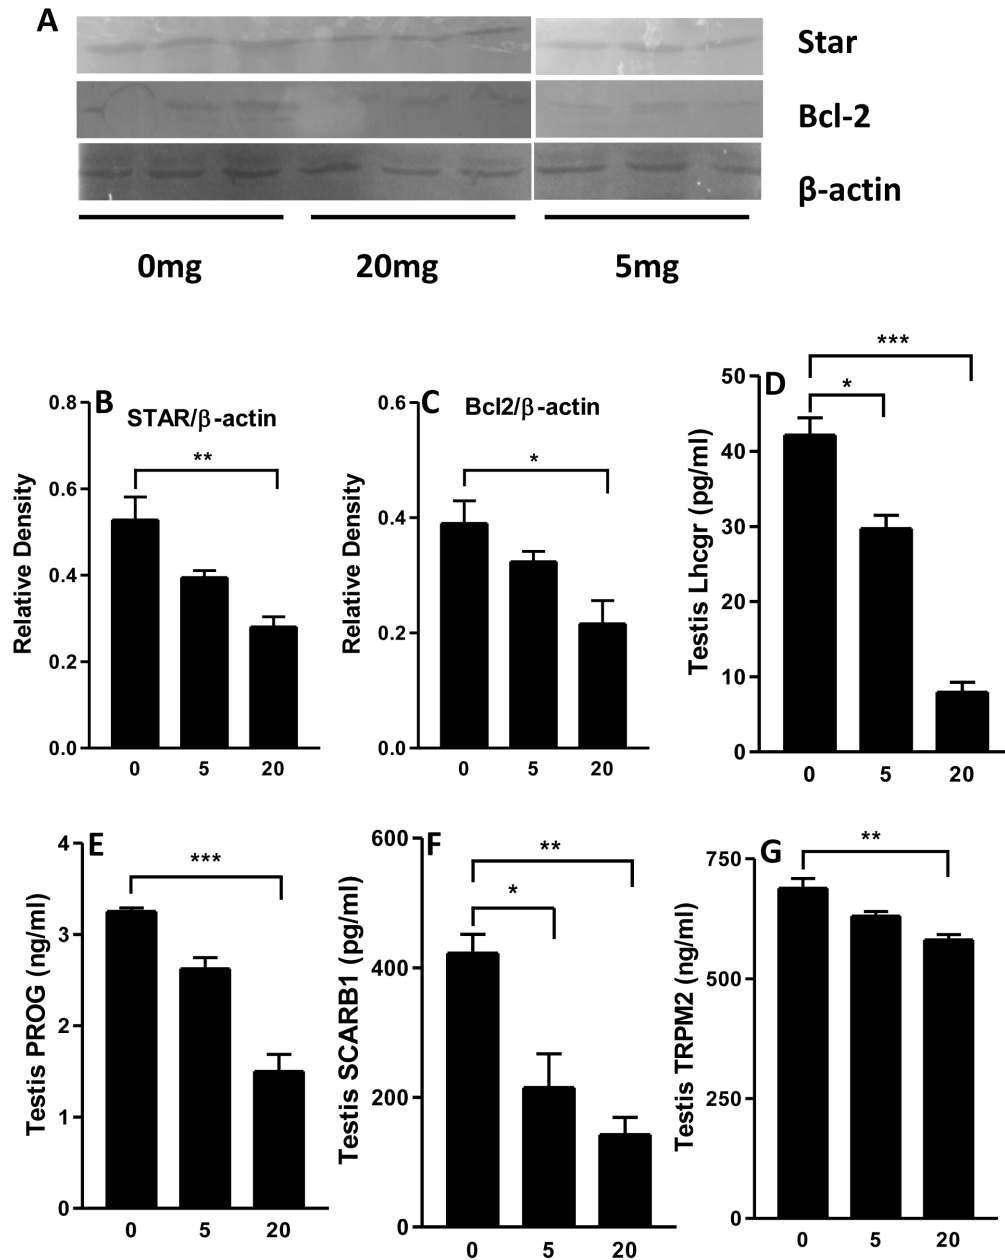 A
Star
Bcl-2
β-actin
0mg 20mg 5mg
B
STAR/β-actin
**
Relative Density
0.8
0.6
0.4
0.2
0.0
0 5 20
C
Bcl2/β-actin
*
Relative Density
0.6
0.4
0.2
0.0
0 5 20
D
***
*
Testis Lhcgr (pg/ml)
50
40
30
20
10
0
0 5 20
E
***
Testis PROG (ng/ml)
4
3
2
1
0
0 5 20
F
**
*
Testis SCARB1 (pg/ml)
600
400
200
0
0 5 20
G
**
Testis TRPM2 (ng/ml)
750
500
250
0
0 5 20